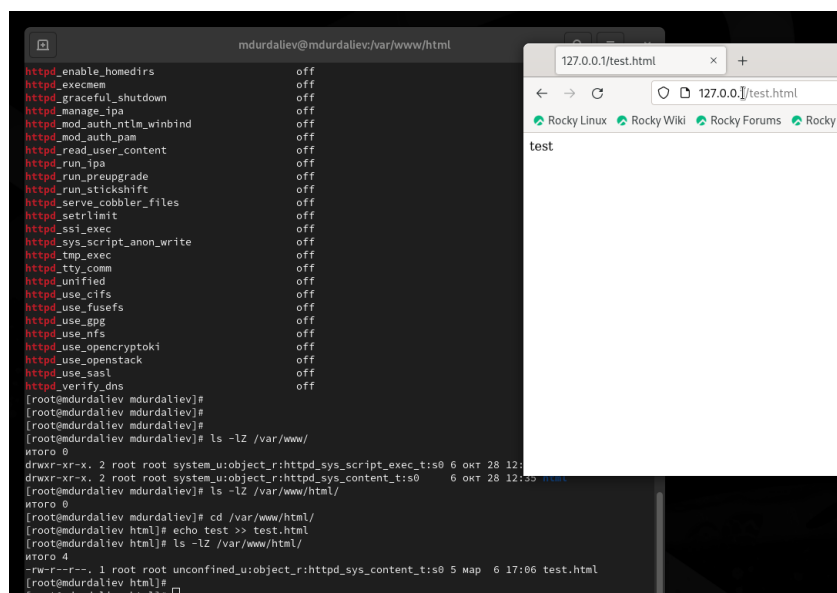 mdurdaliev@mdurdaliev:/var/www/html
httpd_enable_homedirs off
httpd_execmem off
httpd_graceful_shutdown off
httpd_manage_ipa off
httpd_mod_auth_ntlm_winbind off
httpd_mod_auth_pam off
httpd_read_user_content off
httpd_run_ipa off
httpd_run_preupgrade off
httpd_run_stickshift off
httpd_serve_cobbler_files off
httpd_setrlimit off
httpd_ssi_exec off
httpd_sys_script_anon_write off
httpd_tmp_exec off
httpd_tty_comm off
httpd_unified off
httpd_use_cifs off
httpd_use_fusefs off
httpd_use_gpg off
httpd_use_nfs off
httpd_use_opencryptoki off
httpd_use_openstack off
httpd_use_sasl off
httpd_verify_dns off
[root@mdurdaliev mdurdaliev]#
[root@mdurdaliev mdurdaliev]#
[root@mdurdaliev mdurdaliev]#
[root@mdurdaliev mdurdaliev]# ls -lZ /var/www/
итого 0
drwxr-xr-x. 2 root root system_u:object_r:httpd_sys_script_exec_t:s0 6 окт 28 12:
drwxr-xr-x. 2 root root system_u:object_r:httpd_sys_content_t:s0 6 окт 28 12:35 html
[root@mdurdaliev mdurdaliev]# ls -lZ /var/www/html/
итого 0
[root@mdurdaliev mdurdaliev]# cd /var/www/html/
[root@mdurdaliev html]# echo test >> test.html
[root@mdurdaliev html]# ls -lZ /var/www/html/
итого 4
-rw-r--r--. 1 root root unconfined_u:object_r:httpd_sys_content_t:s0 5 мар 6 17:06 test.html
[root@mdurdaliev html]#
127.0.0.1/test.html
127.0.0.1/test.html
Rocky Linux Rocky Wiki Rocky Forums Rocky
test